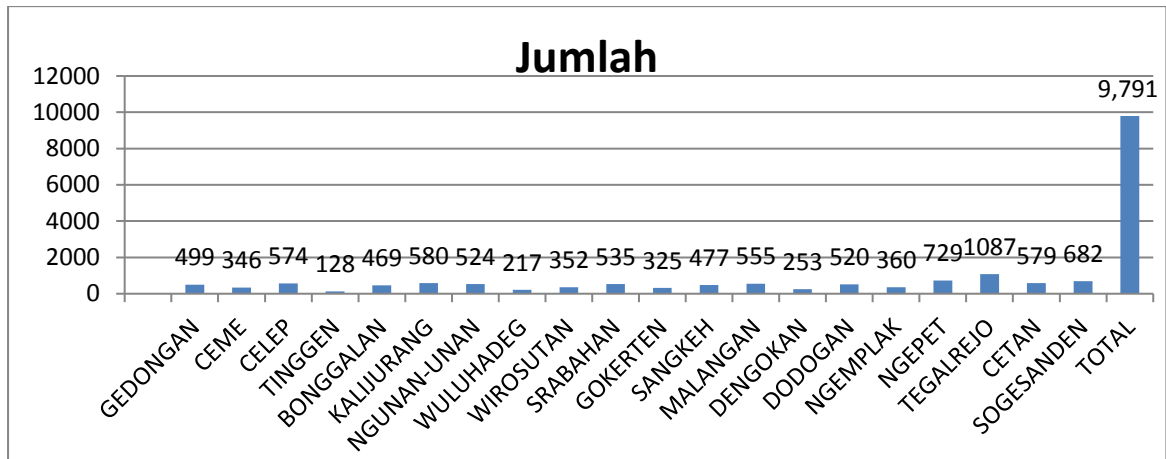 Jumlah
12000
10000
8000
6000
4000
2000
0
499 346 574 128 469 580 524 217 352 535 325 477 555 253 520 360 729 1087 579 682 9,791
GEDONGAN
CEME
CELEP
TINGGEN
BONGGALAN
KALIJURANG
NGUNAN-UNAN
WULUHADEG
WIROSUTAN
SRABAHAN
GOKERTEN
SANGKEH
MALANGAN
DENGOKAN
DODOGAN
NGEMPLAK
NGEPET
TEGALREJO
CETAN
SOGESANDEN
TOTAL